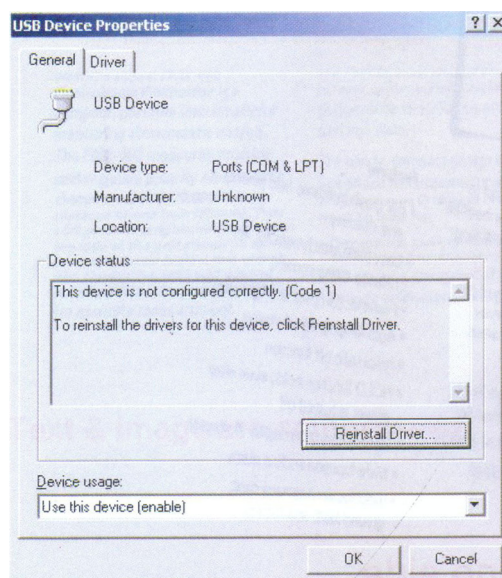 USB Device Properties
General
Driver
USB Device
Device type: Ports (COM & LPT)
Manufacturer: Unknown
Location: USB Device
Device status
This device is not configured correctly. (Code 1)
To reinstall the drivers for this device, click Reinstall Driver.
Reinstall Driver...
Device usage:
Use this device (enable)
OK
Cancel